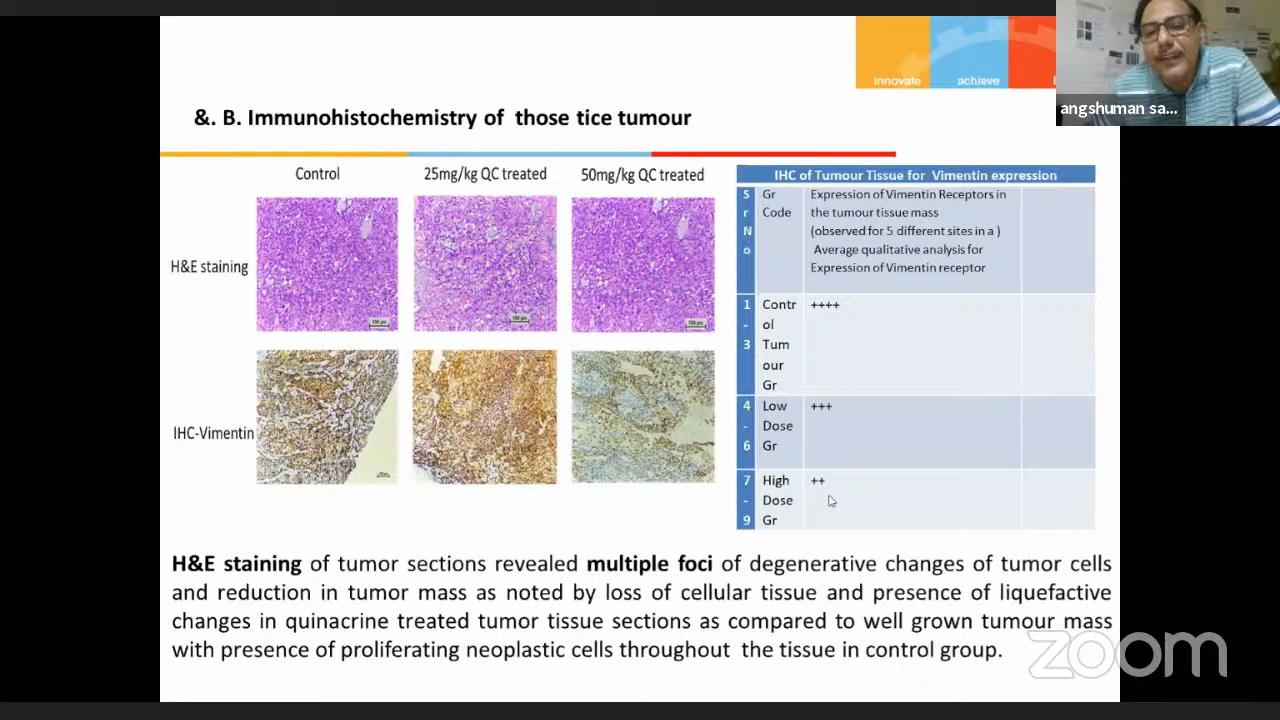 innovate
achieve
angshuman sa...
&. B. Immunohistochemistry of those tice tumour
Control
25mg/kg QC treated
50mg/kg QC treated
H&E staining
100 µm
100 µm
100 µm
IHC-Vimentin
IHC of Tumour Tissue for Vimentin expression
S
r
N
o
Gr
Code
Expression of Vimentin Receptors in
the tumour tissue mass
(observed for 5 different sites in a )
Average qualitative analysis for
Expression of Vimentin receptor
1
-
3
Contr
ol
Tum
our
Gr
++++
4
-
6
Low
Dose
Gr
+++
7
-
9
High
Dose
Gr
++
H&E staining of tumor sections revealed multiple foci of degenerative changes of tumor cells
and reduction in tumor mass as noted by loss of cellular tissue and presence of liquefactive
changes in quinacrine treated tumor tissue sections as compared to well grown tumour mass
with presence of proliferating neoplastic cells throughout the tissue in control group.
zoom